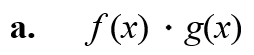 a. f(x) · g(x)